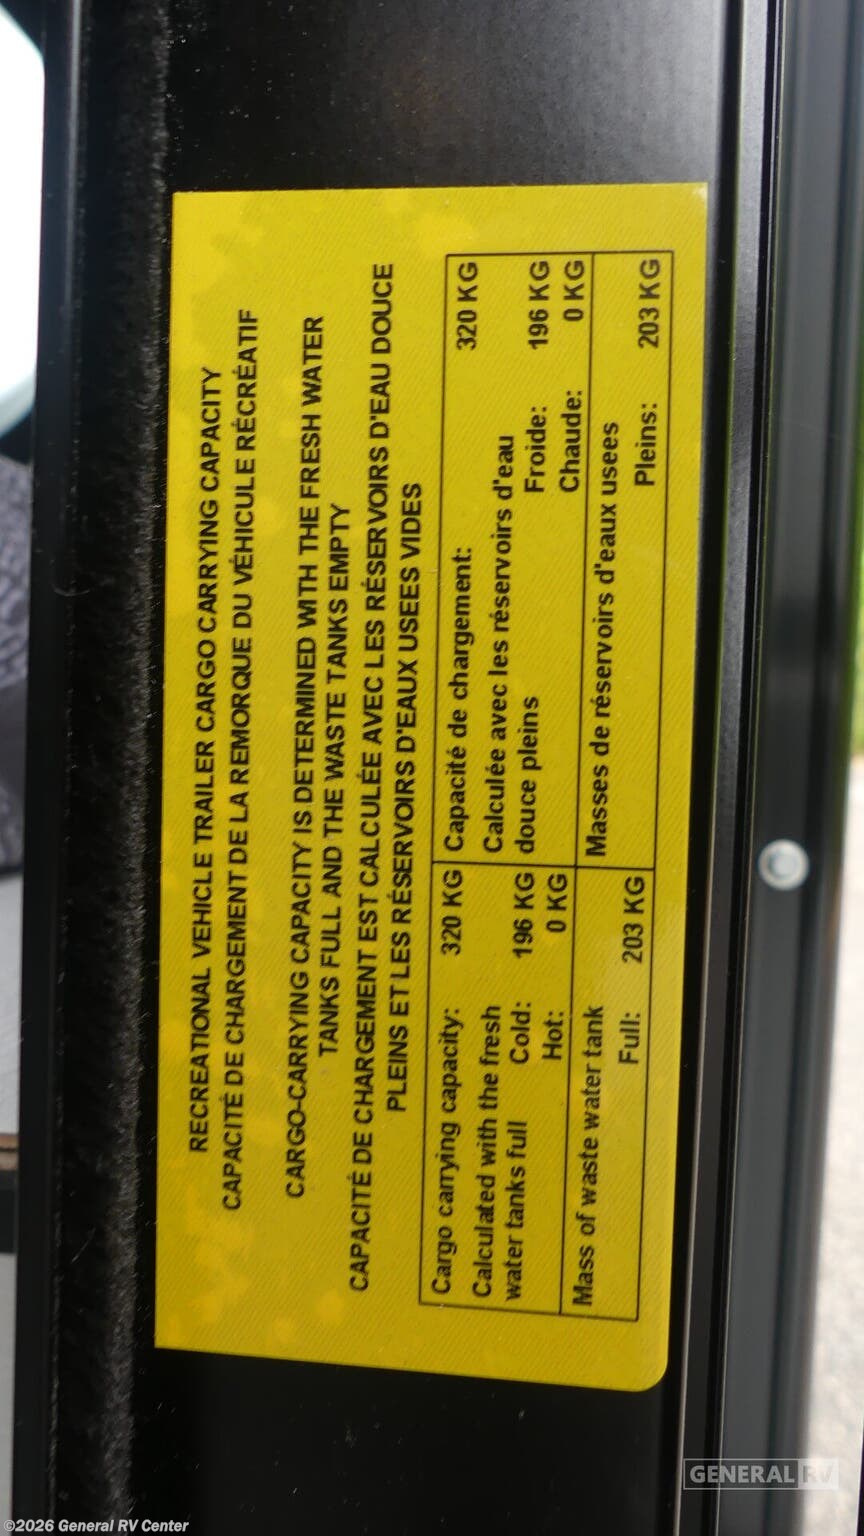 RECREATIONAL VEHICLE TRAILER CARGO CARRYING CAPACITY
CAPACITÉ DE CHARGEMENT DE LA REMORQUE DU VÉHICULE RÉCRÉATIF
CARGO-CARRYING CAPACITY IS DETERMINED WITH THE FRESH WATER
TANKS FULL AND THE WASTE TANKS EMPTY
CAPACITÉ DE CHARGEMENT EST CALCULÉE AVEC LES RÉSERVOIRS D'EAU DOUCE
PLEINS ET LES RÉSERVOIRS D'EAUX USEES VIDES
Cargo carrying capacity: 320 KG
Calculated with the fresh
water tanks full Cold: 196 KG
Hot: 0 KG
Mass of waste water tank
Full: 203 KG
Capacité de chargement: 320 KG
Calculée avec les réservoirs d'eau
douce pleins Froide: 196 KG
Chaude: 0 KG
Masses de réservoirs d'eaux usees
Pleins: 203 KG
GENERAL RV
©2026 General RV Center